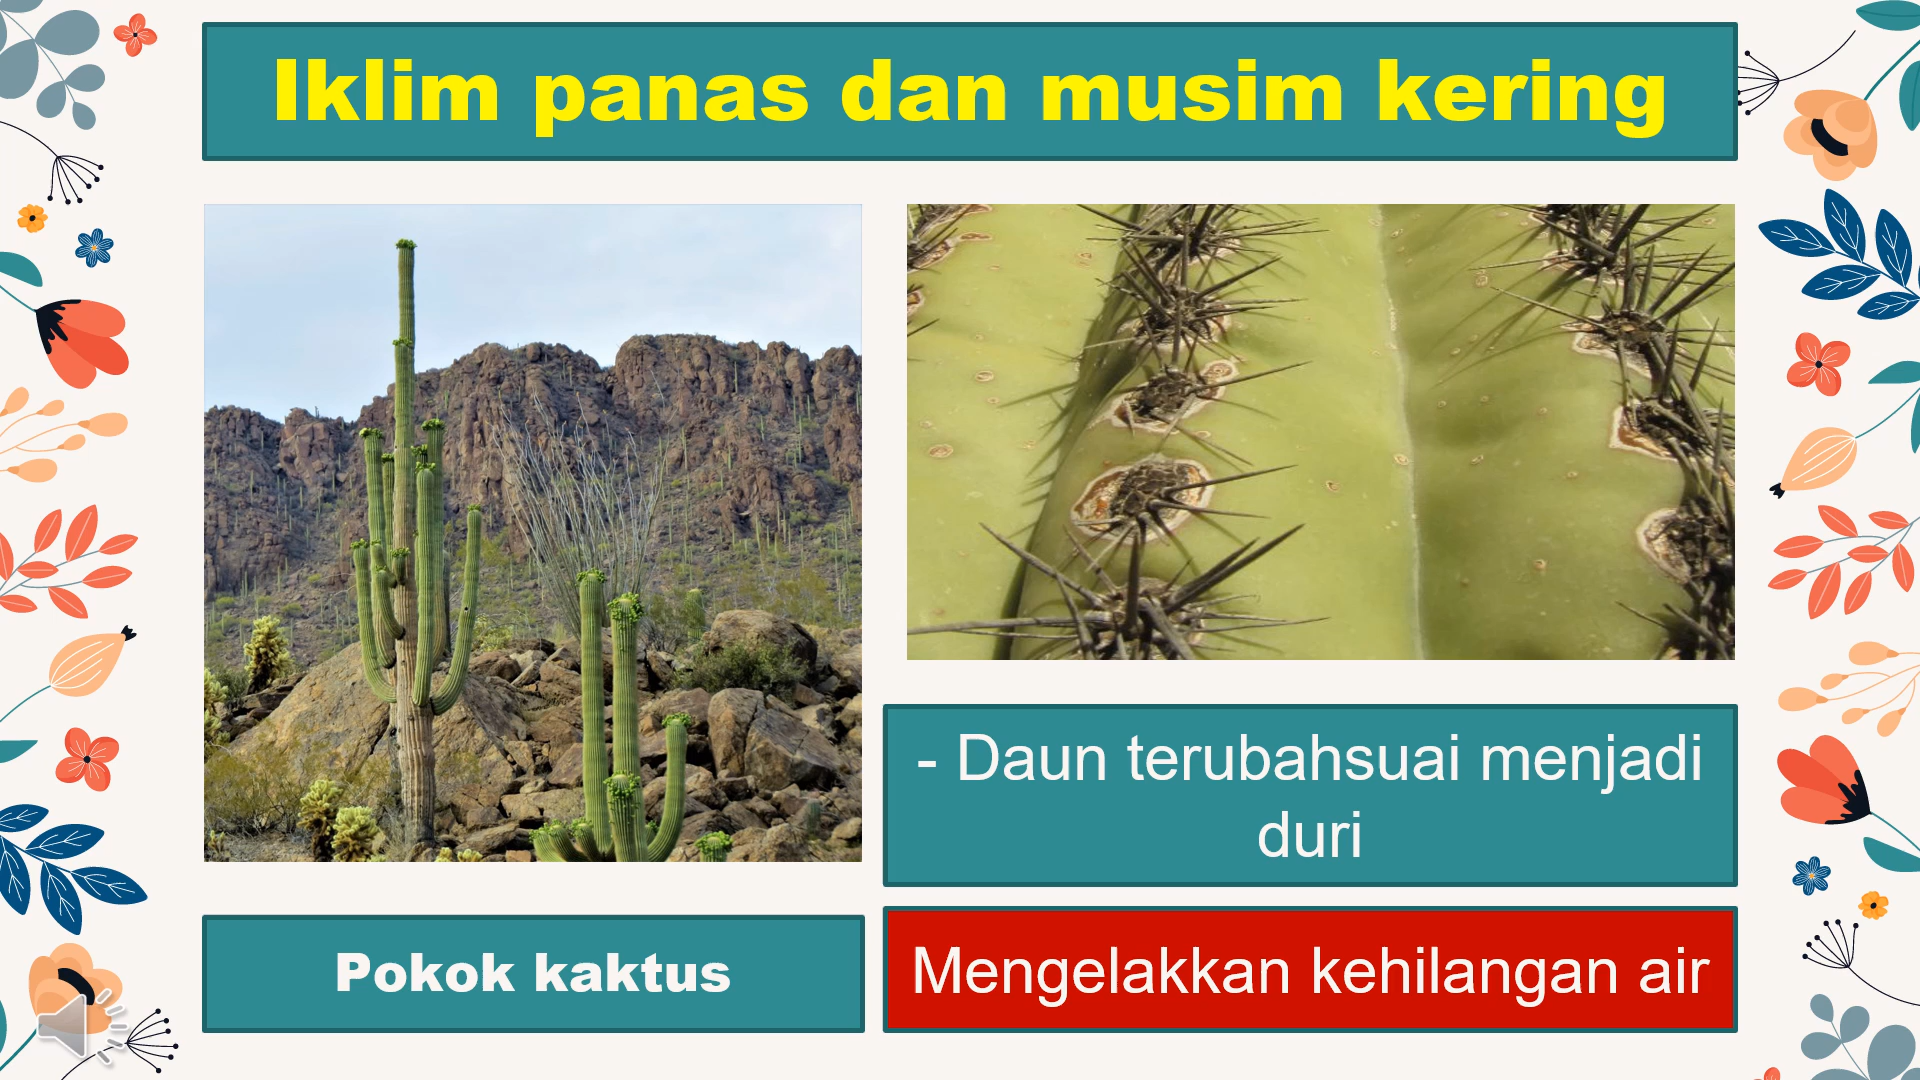 Iklim panas dan musim kering
- Daun terubahsuai menjadi
duri
Pokok kaktus
Mengelakkan kehilangan air